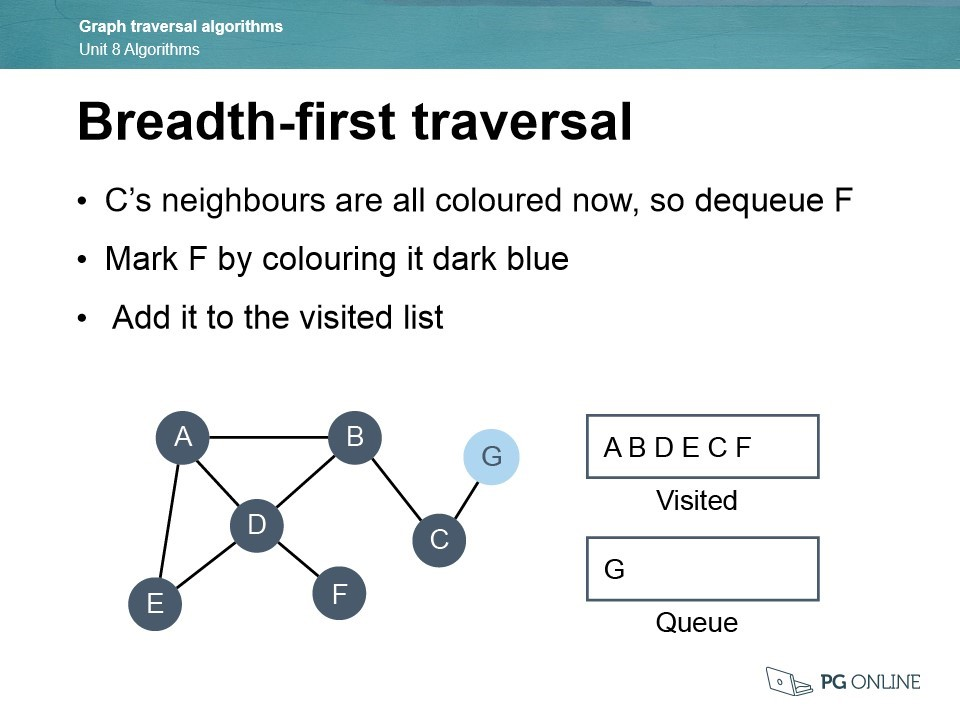 Graph traversal algorithms
Unit 8 Algorithms
Breadth-first traversal
• C’s neighbours are all coloured now, so dequeue F
• Mark F by colouring it dark blue
• Add it to the visited list
A
B
G
D
C
E
F
A B D E C F
Visited
G
Queue
PG ONLINE